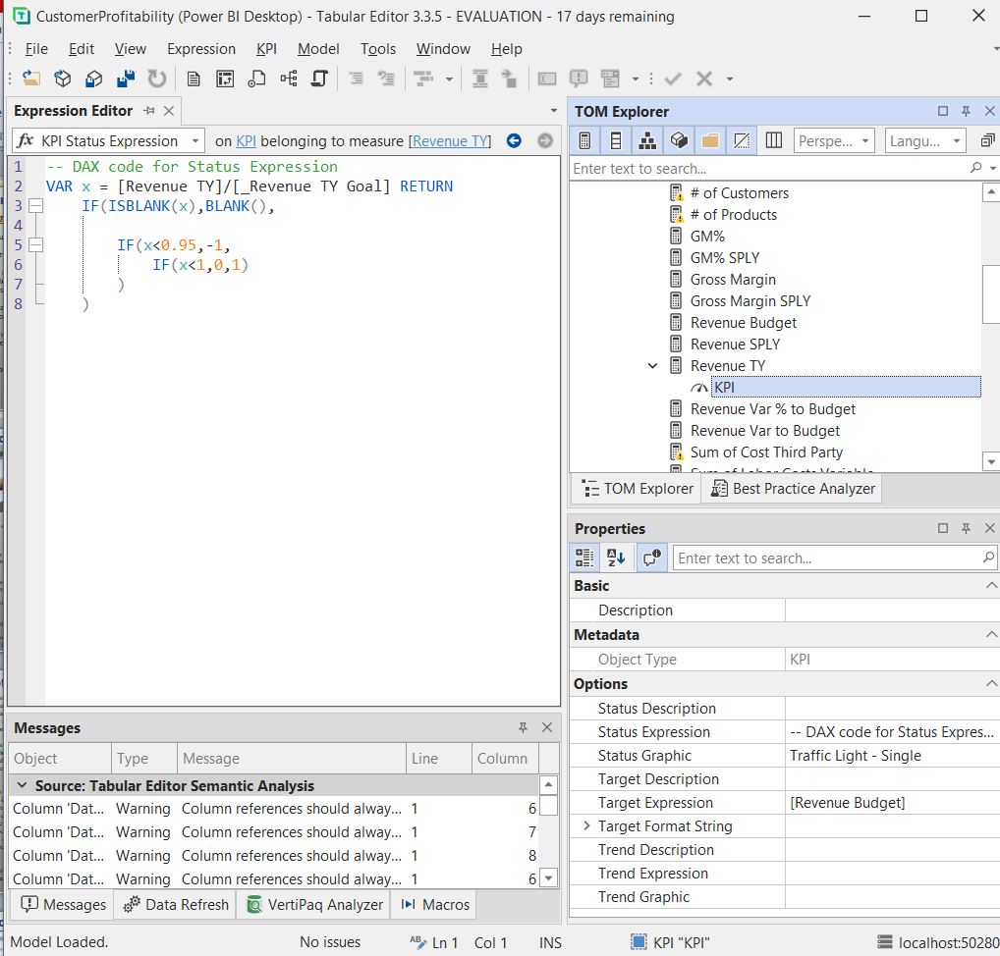 CustomerProfitability (Power BI Desktop) - Tabular Editor 3.3.5 - EVALUATION - 17 days remaining
File Edit View Expression KPI Model Tools Window Help
Expression Editor
fx KPI Status Expression on KPI belonging to measure [Revenue TY]
1 -- DAX code for Status Expression
2 VAR x = [Revenue TY]/[_Revenue TY Goal] RETURN
3 IF(ISBLANK(x),BLANK(),
4
5 IF(x<0.95,-1,
6 IF(x<1,0,1)
7 )
8 )
TOM Explorer
Perspe... Langu...
Enter text to search...
# of Customers
# of Products
GM%
GM% SPLY
Gross Margin
Gross Margin SPLY
Revenue Budget
Revenue SPLY
Revenue TY
KPI
Revenue Var % to Budget
Revenue Var to Budget
Sum of Cost Third Party
Sum of Labor Costs Variable
TOM Explorer Best Practice Analyzer
Properties
Enter text to search...
Basic
Description
Metadata
Object Type KPI
Options
Status Description
Status Expression -- DAX code for Status Expres...
Status Graphic Traffic Light - Single
Target Description
Target Expression [Revenue Budget]
Target Format String
Trend Description
Trend Expression
Trend Graphic
Messages
Object Type Message Line Column
Source: Tabular Editor Semantic Analysis
Column 'Dat... Warning Column references should alway... 1 6
Column 'Dat... Warning Column references should alway... 1 7
Column 'Dat... Warning Column references should alway... 1 8
Column 'Dat... Warning Column references should alway... 1 6
Messages Data Refresh VertiPaq Analyzer Macros
Model Loaded. No issues Ln 1 Col 1 INS KPI "KPI" localhost:50280